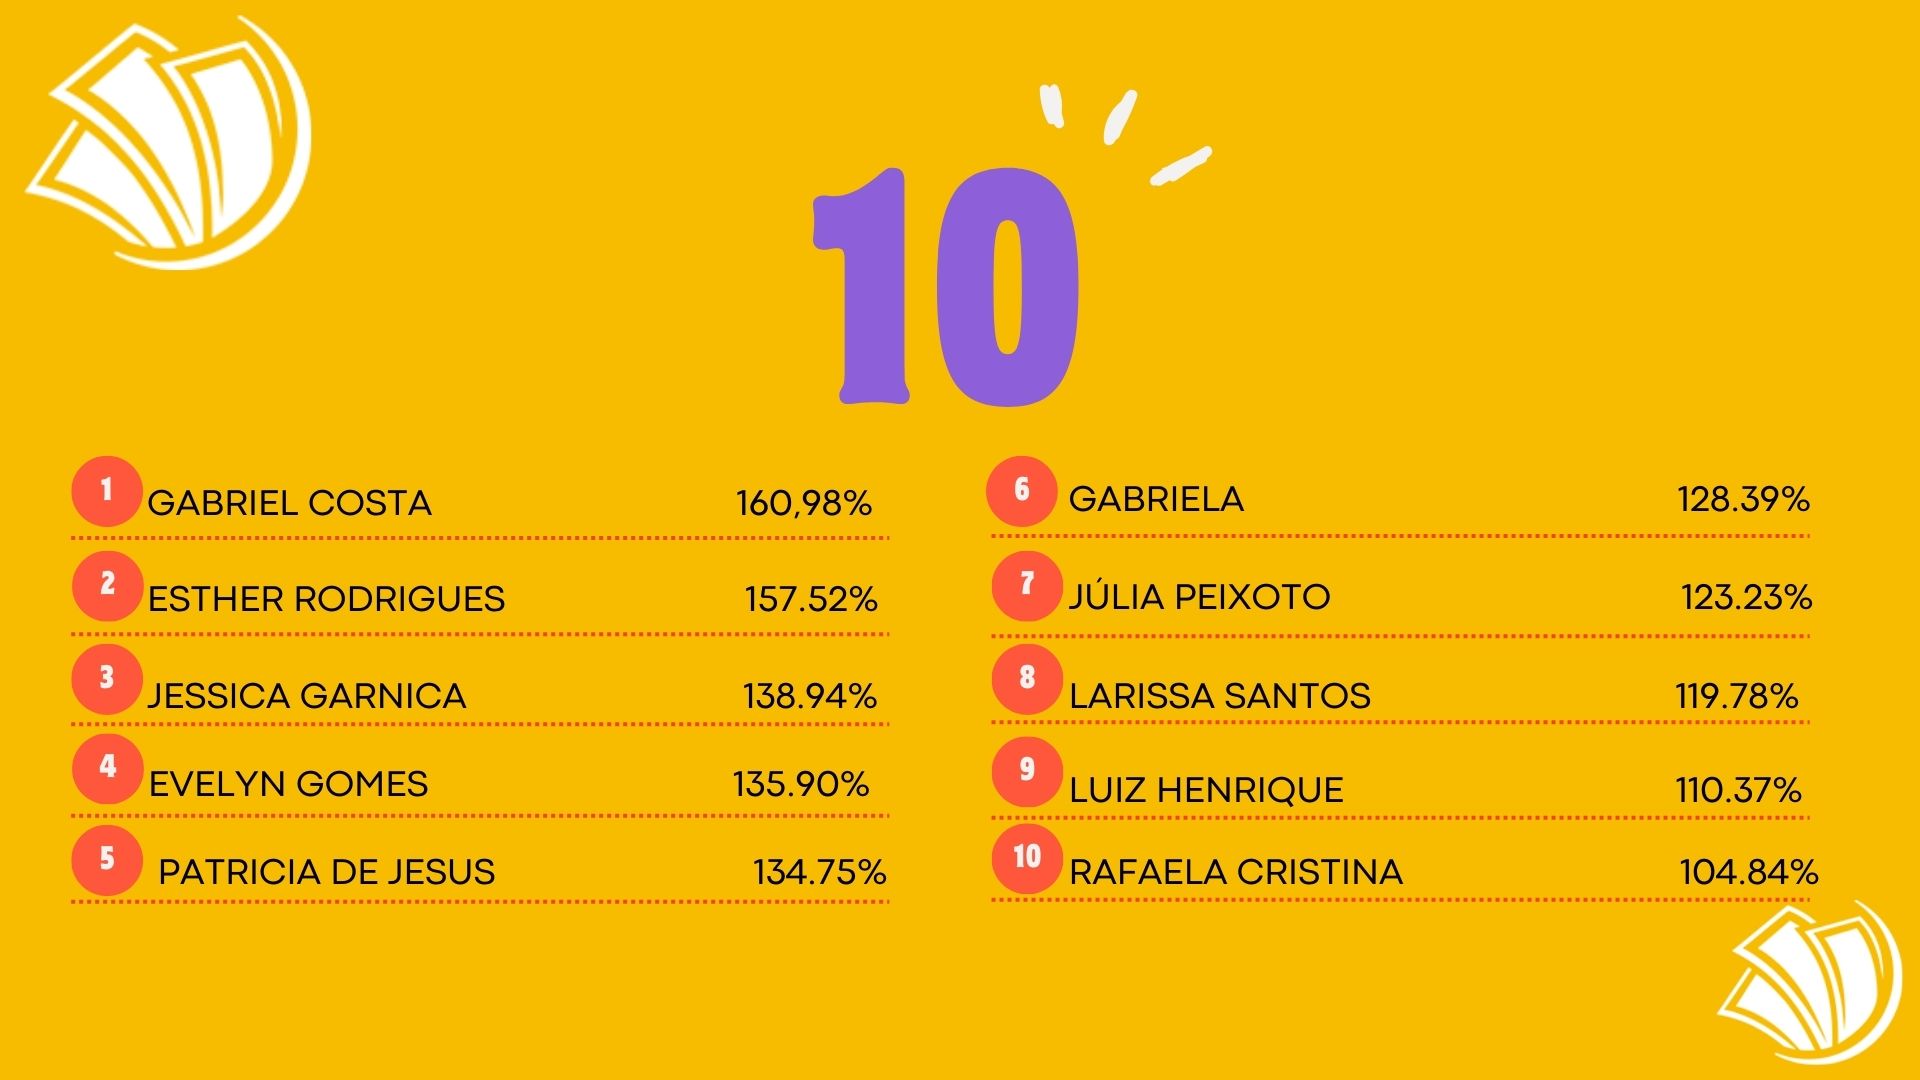 10
1 GABRIEL COSTA 160,98%
2 ESTHER RODRIGUES 157.52%
3 JESSICA GARNICA 138.94%
4 EVELYN GOMES 135.90%
5 PATRICIA DE JESUS 134.75%
6 GABRIELA 128.39%
7 JÚLIA PEIXOTO 123.23%
8 LARISSA SANTOS 119.78%
9 LUIZ HENRIQUE 110.37%
10 RAFAELA CRISTINA 104.84%